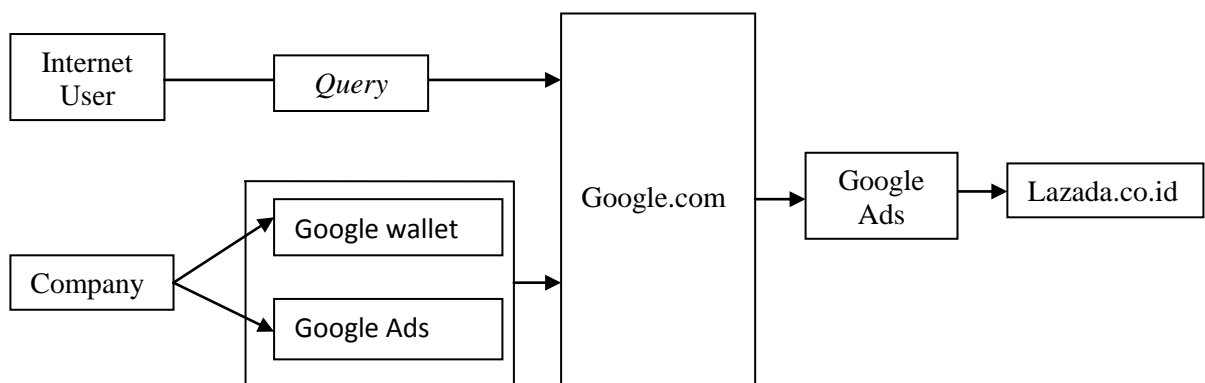 Internet
User
Query
Google.com
Google
Ads
Lazada.co.id
Google wallet
Company
Google Ads